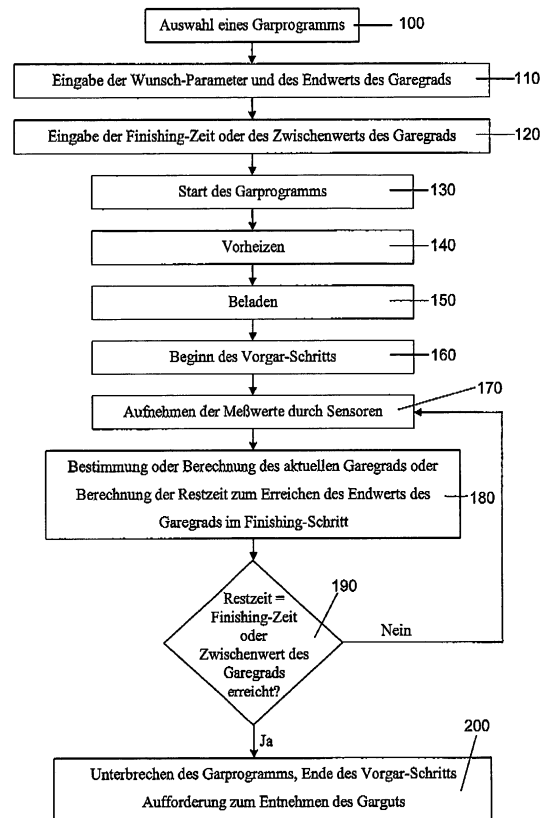 Auswahl eines Garprogramms
100
Eingabe der Wunsch-Parameter und des Endwerts des Garegrads
110
Eingabe der Finishing-Zeit oder des Zwischenwerts des Garegrads
120
Start des Garprogramms
130
Vorheizen
140
Beladen
150
Beginn des Vorgar-Schritts
160
Aufnehmen der Meßwerte durch Sensoren
170
Bestimmung oder Berechnung des aktuellen Garegrads oder
Berechnung der Restzeit zum Erreichen des Endwerts des
Garegrads im Finishing-Schritt
180
Restzeit =
Finishing-Zeit
oder
Zwischenwert des
Garegrads
erreicht?
190
Nein
Ja
200
Unterbrechen des Garprogramms, Ende des Vorgar-Schritts
Aufforderung zum Entnehmen des Garguts